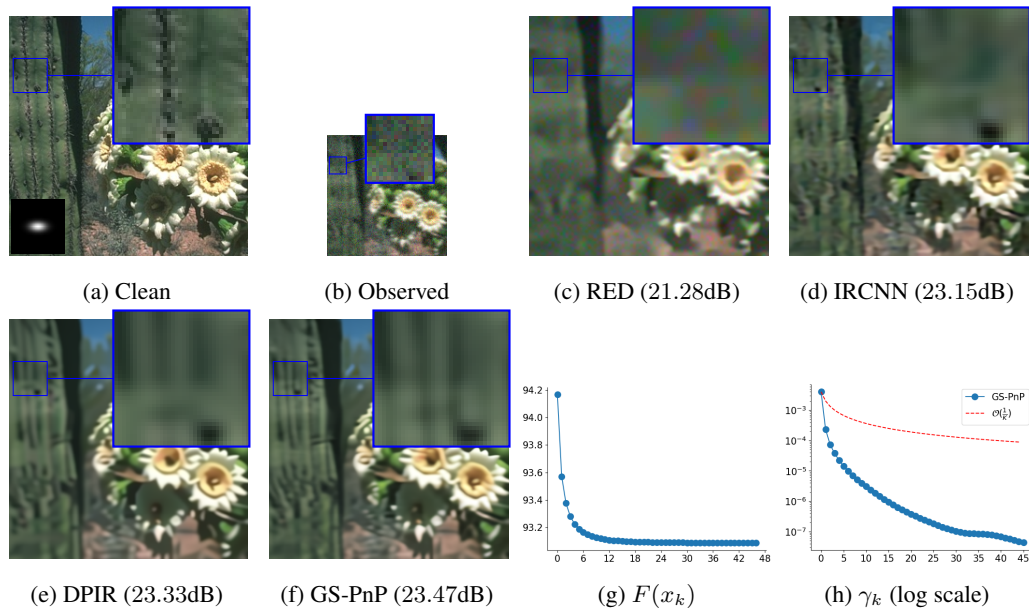 (a) Clean
(b) Observed
(c) RED (21.28dB)
(d) IRCNN (23.15dB)
94.2
94.0
93.8
93.6
93.4
93.2
0 6 12 18 24 30 36 42 48
GS-PnP
𝒪(1/K)
10⁻³
10⁻⁴
10⁻⁵
10⁻⁶
10⁻⁷
0 5 10 15 20 25 30 35 40 45
(e) DPIR (23.33dB)
(f) GS-PnP (23.47dB)
(g) F(xₖ)
(h) γₖ (log scale)